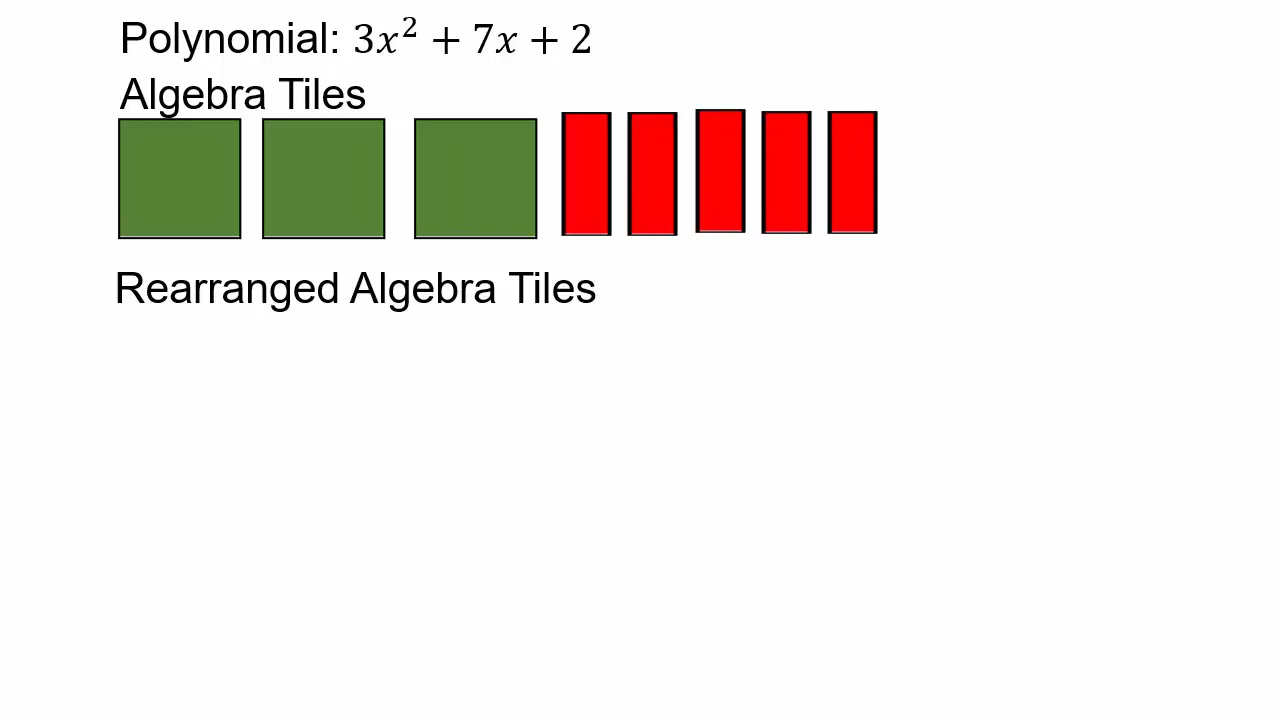 Polynomial: 3x² + 7x + 2
Algebra Tiles
Rearranged Algebra Tiles